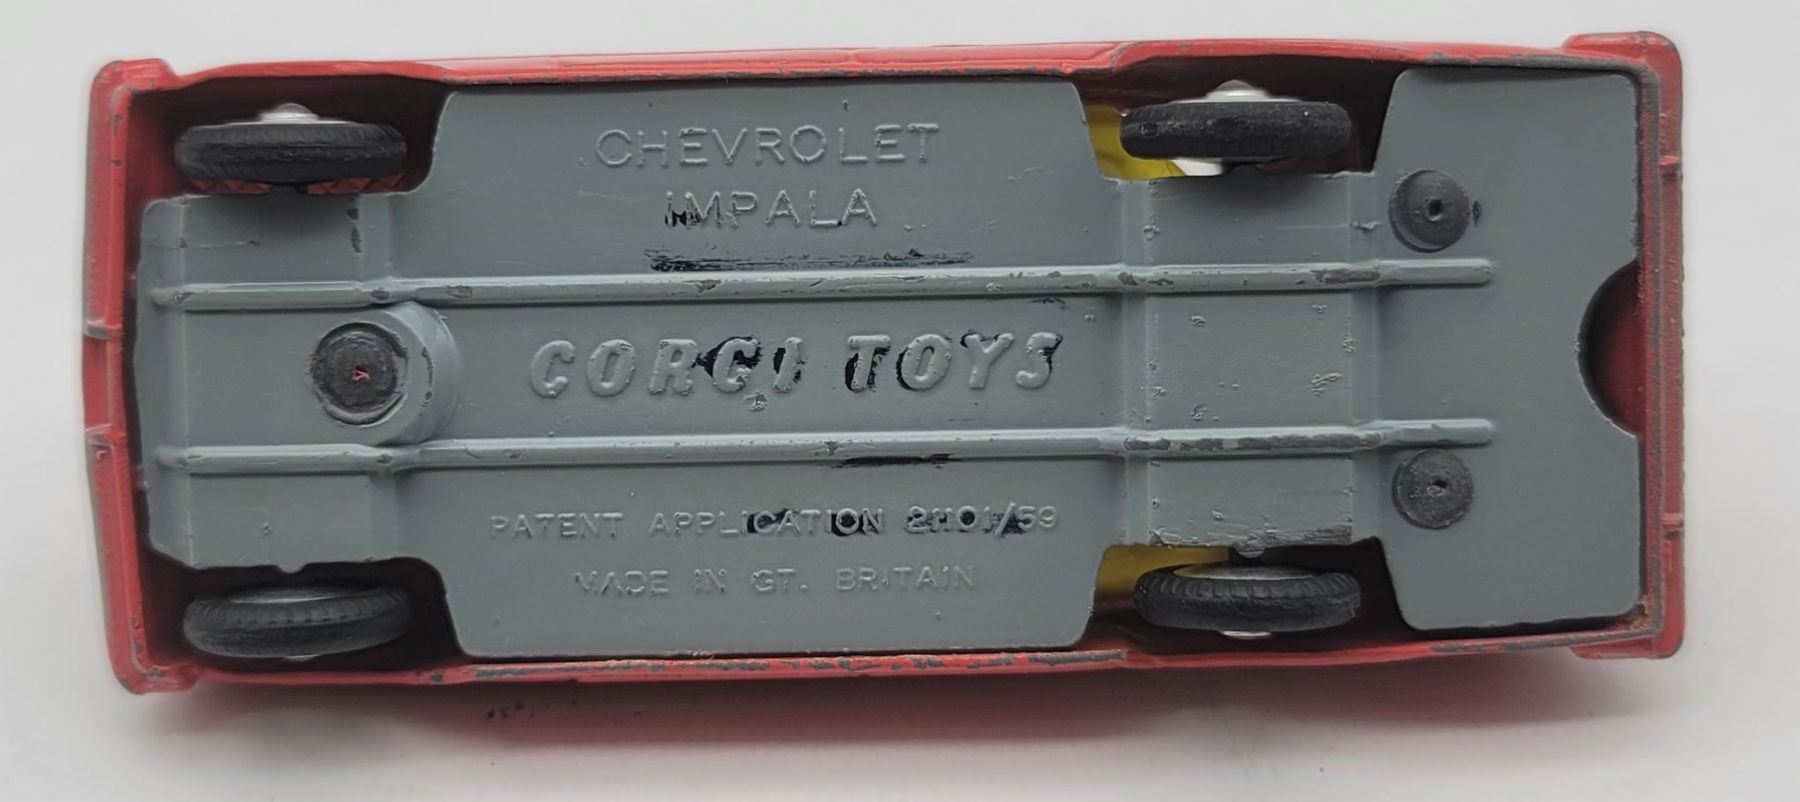 CHEVROLET
IMPALA
CORGI TOYS
PATENT APPLICATION 21101/59
MADE IN GT. BRITAIN